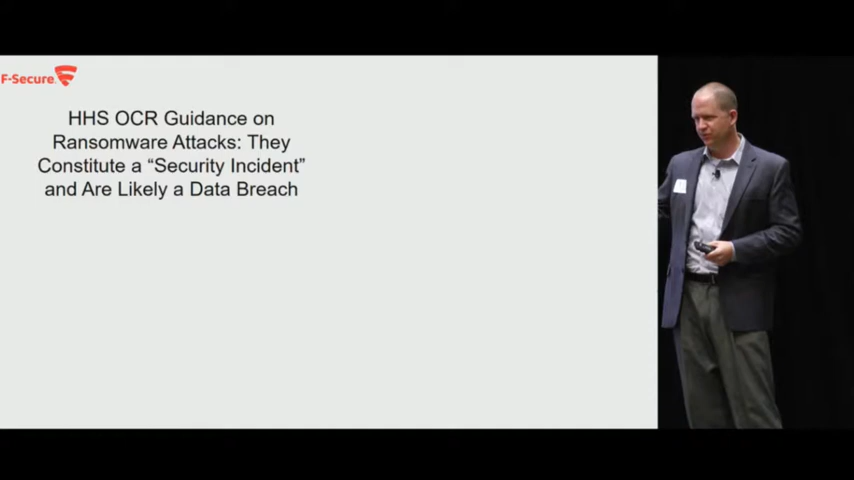 F-Secure.
HHS OCR Guidance on
Ransomware Attacks: They
Constitute a “Security Incident”
and Are Likely a Data Breach